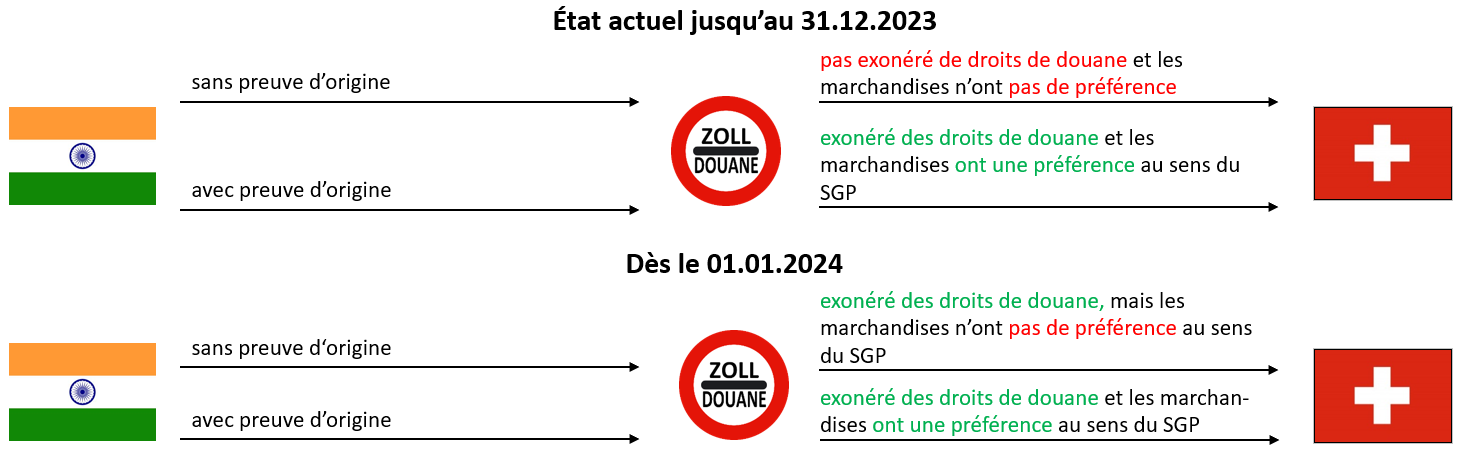 État actuel jusqu’au 31.12.2023
sans preuve d’origine
avec preuve d’origine
ZOLL
DOUANE
pas exonéré de droits de douane et les
marchandises n’ont pas de préférence
exonéré des droits de douane et les
marchandises ont une préférence au sens du
SGP
Dès le 01.01.2024
sans preuve d‘origine
avec preuve d’origine
ZOLL
DOUANE
exonéré des droits de douane, mais les
marchandises n’ont pas de préférence au sens
du SGP
exonéré des droits de douane et les marchan-
dises ont une préférence au sens du SGP